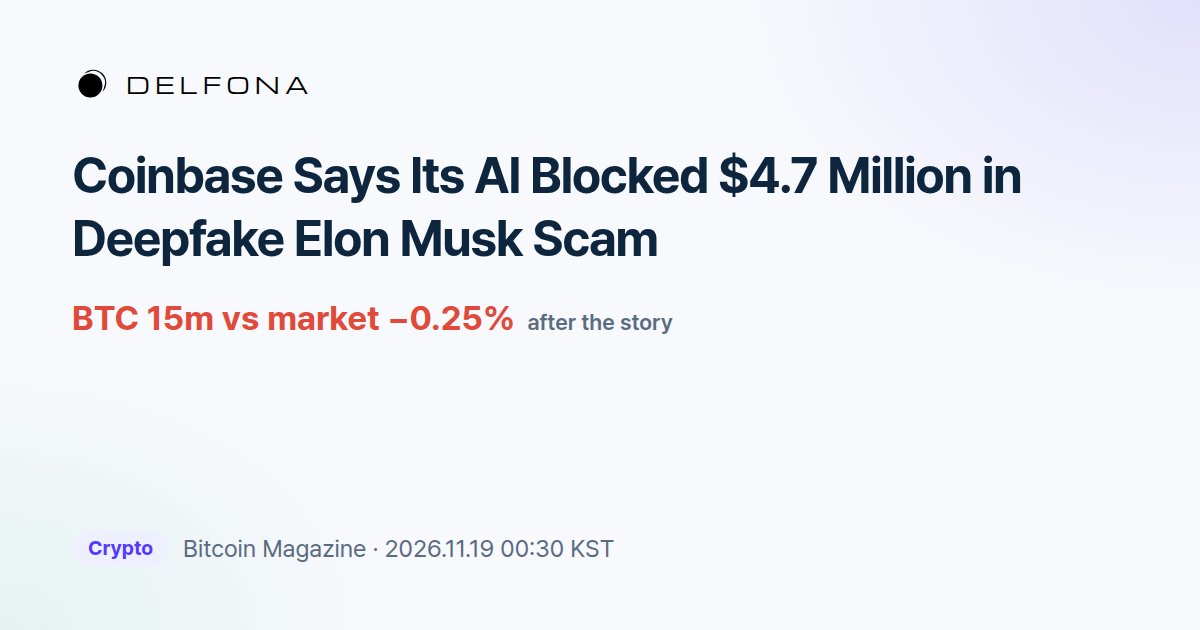 DELFONA
Coinbase Says Its AI Blocked $4.7 Million in
Deepfake Elon Musk Scam
BTC 15m vs market −0.25% after the story
Crypto Bitcoin Magazine · 2026.11.19 00:30 KST